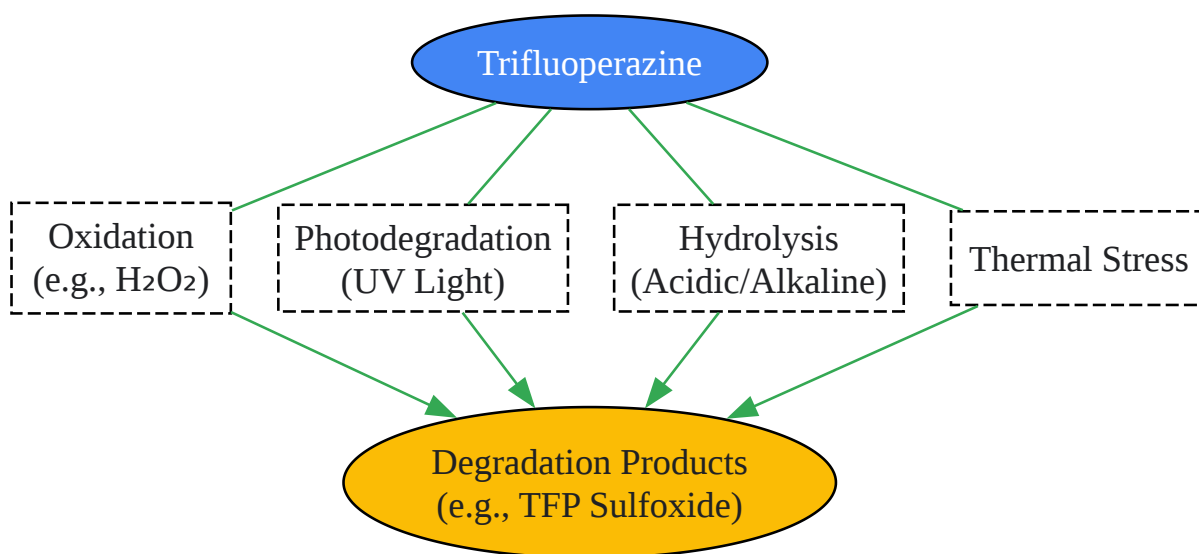 Trifluoperazine
Oxidation
(e.g., H₂O₂)
Photodegradation
(UV Light)
Hydrolysis
(Acidic/Alkaline)
Thermal Stress
Degradation Products
(e.g., TFP Sulfoxide)